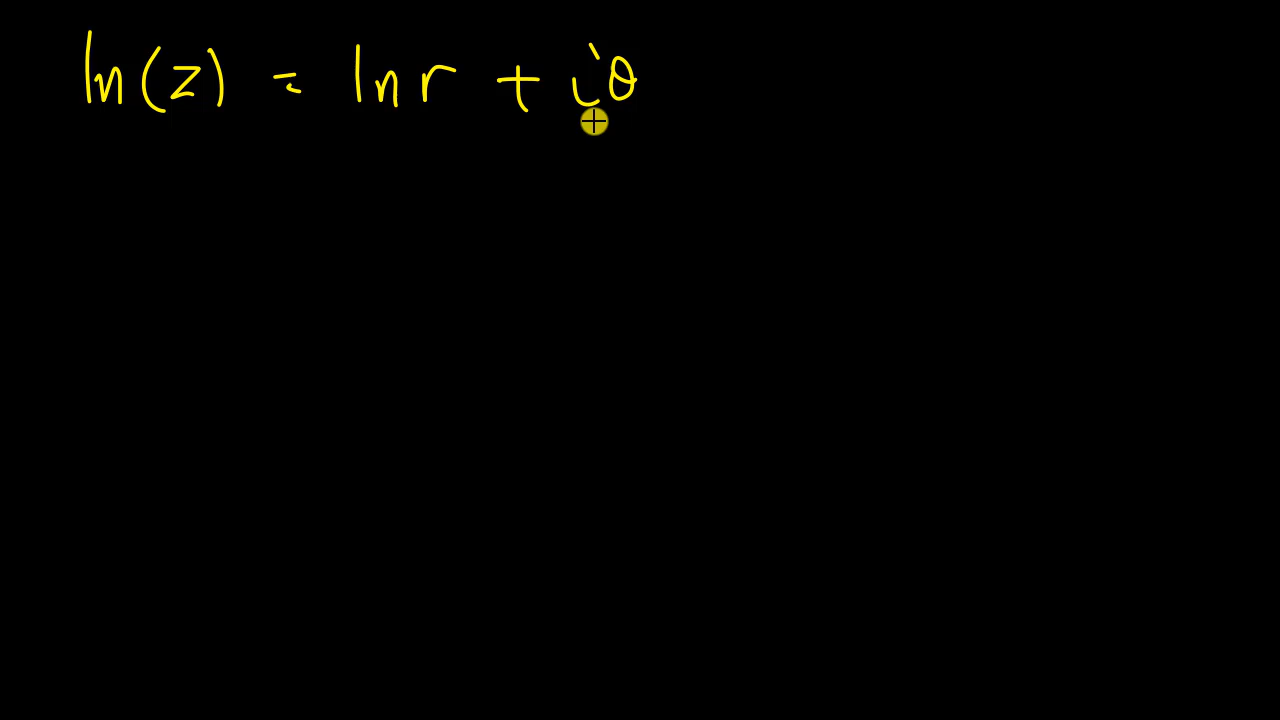 ln(z) = ln r + iθ